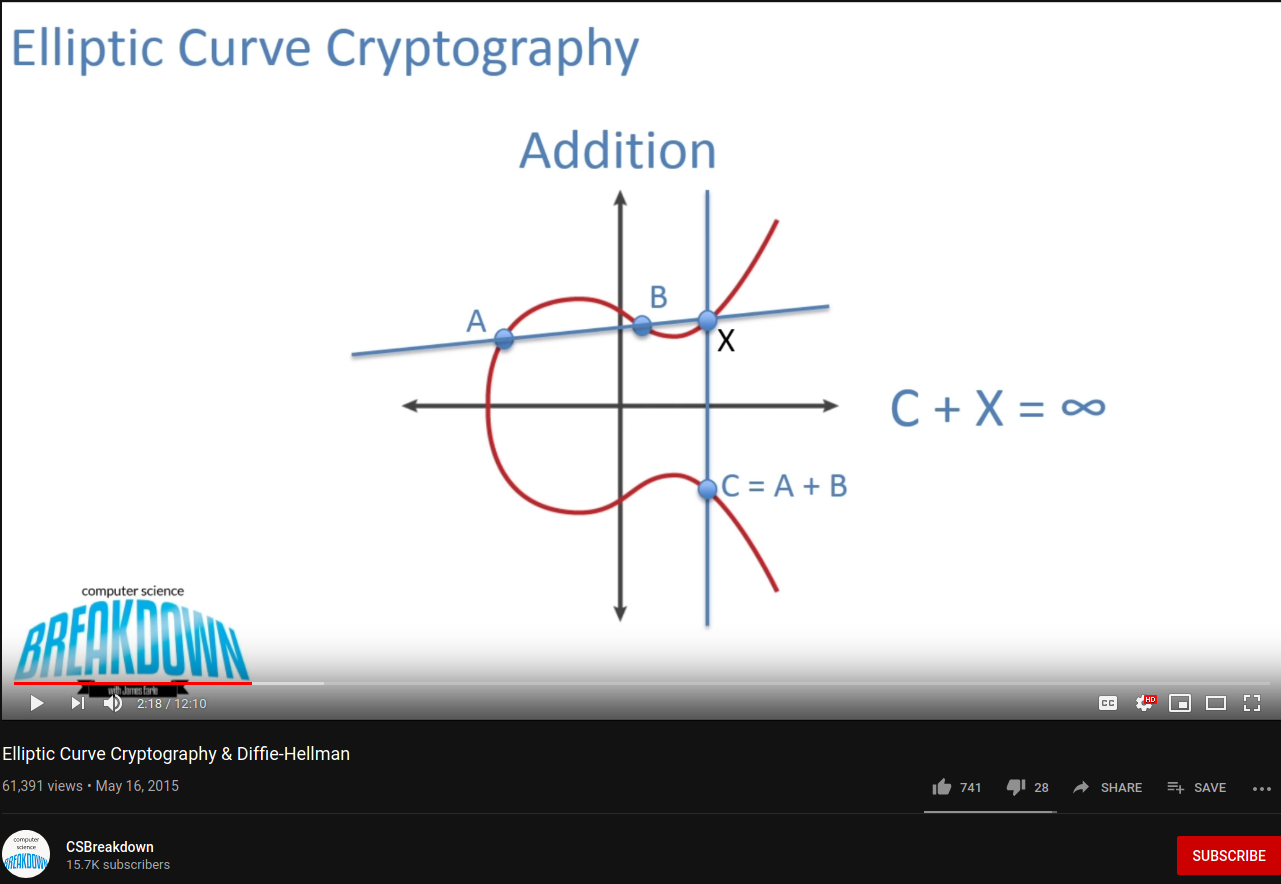 Elliptic Curve Cryptography
Addition
B
A
X
C + X = ∞
C = A + B
computer science
BREAKDOWN
with James Earle
2:18 / 12:10
CC
HD
Elliptic Curve Cryptography & Diffie-Hellman
61,391 views • May 16, 2015
741
28
SHARE
SAVE
computer
science
BREAKDOWN
CSBreakdown
15.7K subscribers
SUBSCRIBE